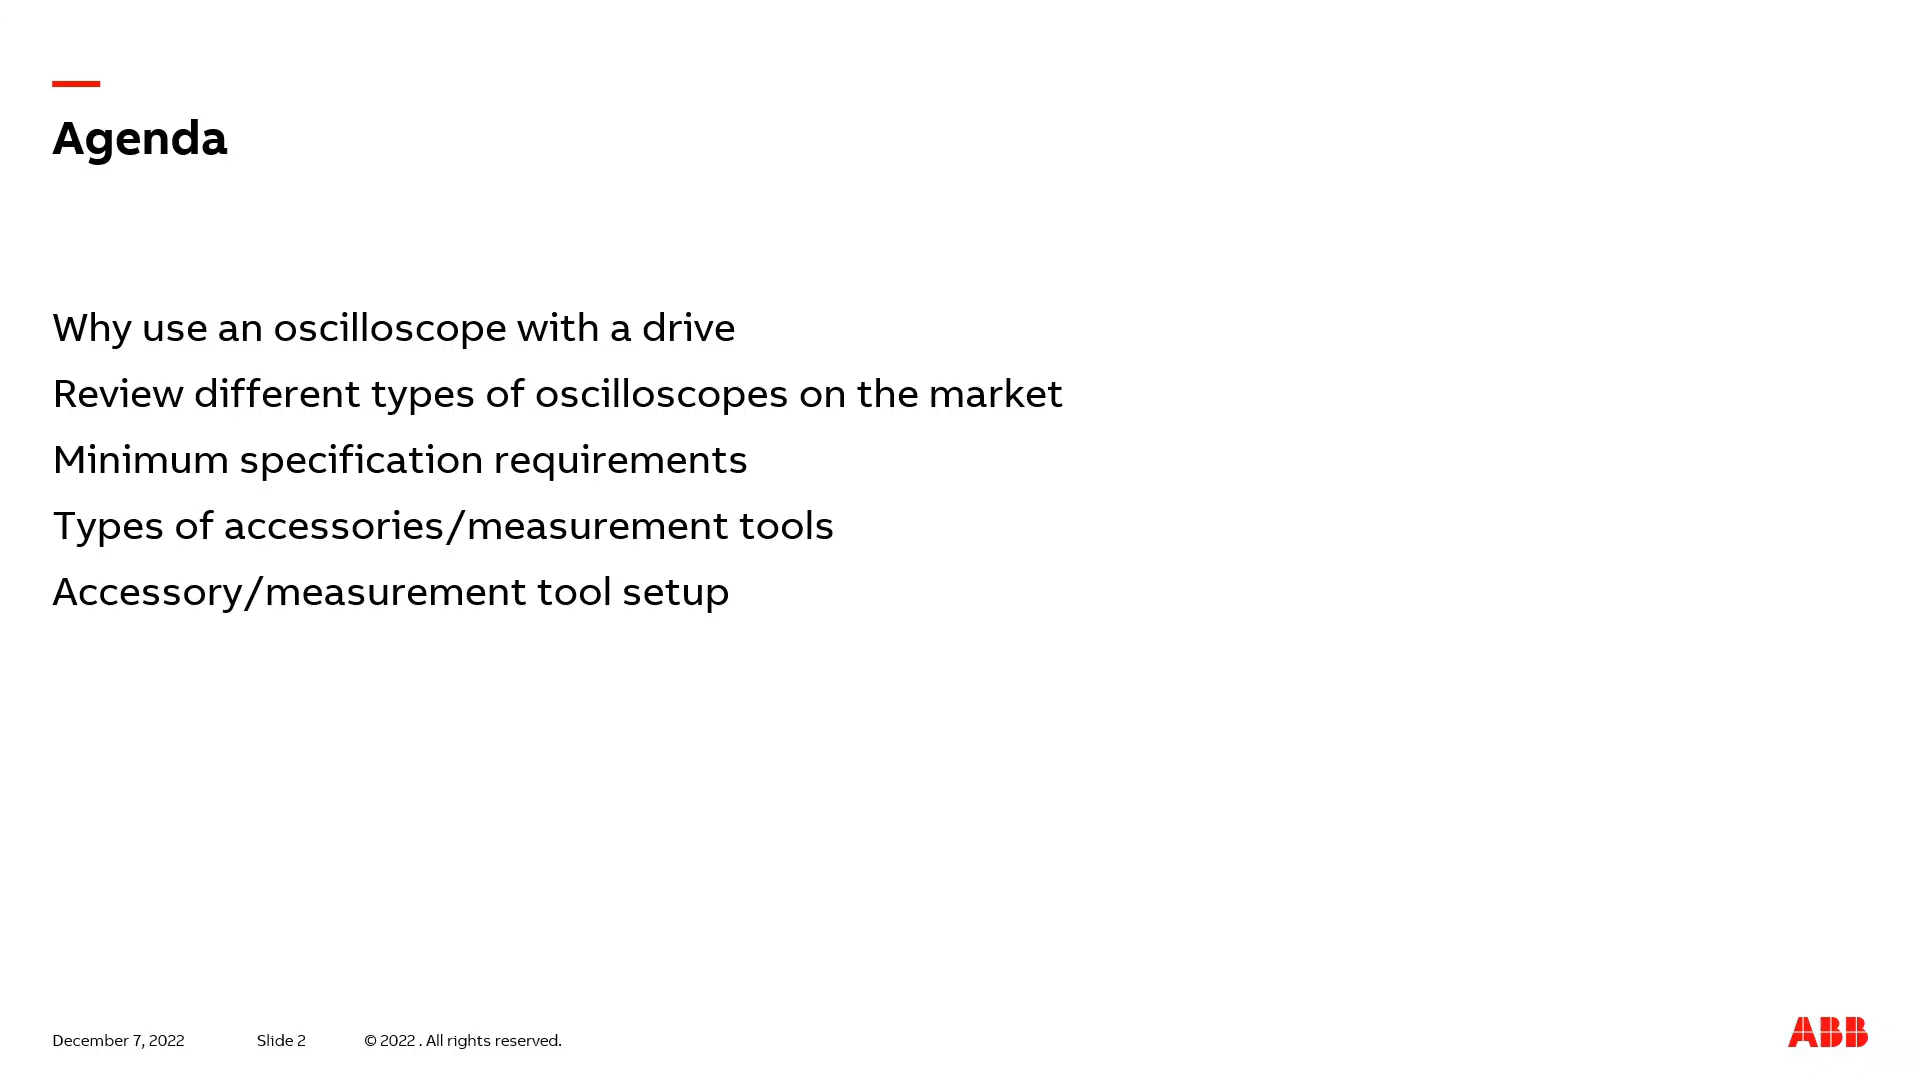 Agenda
Why use an oscilloscope with a drive
Review different types of oscilloscopes on the market
Minimum specification requirements
Types of accessories/measurement tools
Accessory/measurement tool setup
December 7, 2022 Slide 2 © 2022 . All rights reserved.
ABB